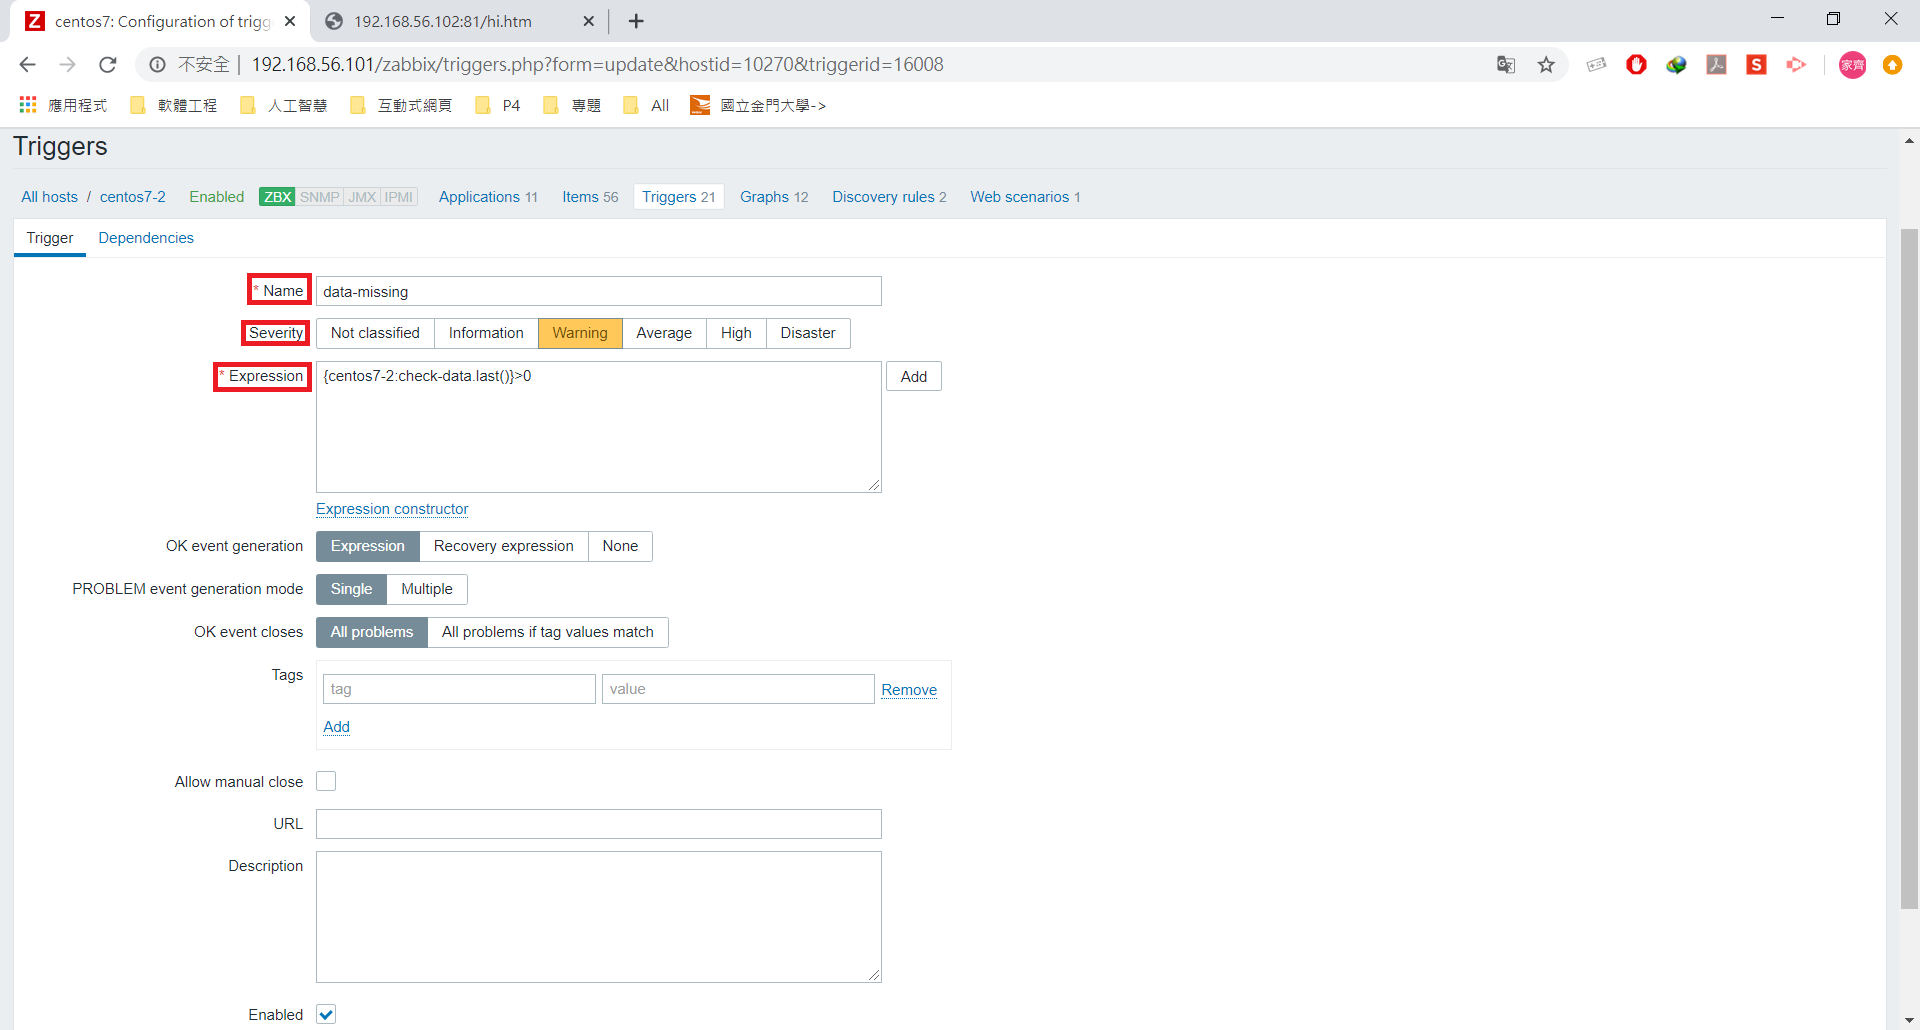 Z centos7: Configuration of trigg
192.168.56.102:81/hi.htm
不安全 | 192.168.56.101/zabbix/triggers.php?form=update&hostid=10270&triggerid=16008 S 家齊
應用程式 軟體工程 人工智慧 互動式網頁 P4 專題 All 國立金門大學->
Triggers
All hosts / centos7-2 Enabled ZBX SNMP JMX IPMI Applications 11 Items 56 Triggers 21 Graphs 12 Discovery rules 2 Web scenarios 1
Trigger Dependencies
* Name data-missing
Severity Not classified Information Warning Average High Disaster
* Expression {centos7-2:check-data.last()}>0 Add
Expression constructor
OK event generation Expression Recovery expression None
PROBLEM event generation mode Single Multiple
OK event closes All problems All problems if tag values match
Tags tag value Remove
Add
Allow manual close
URL
Description
Enabled